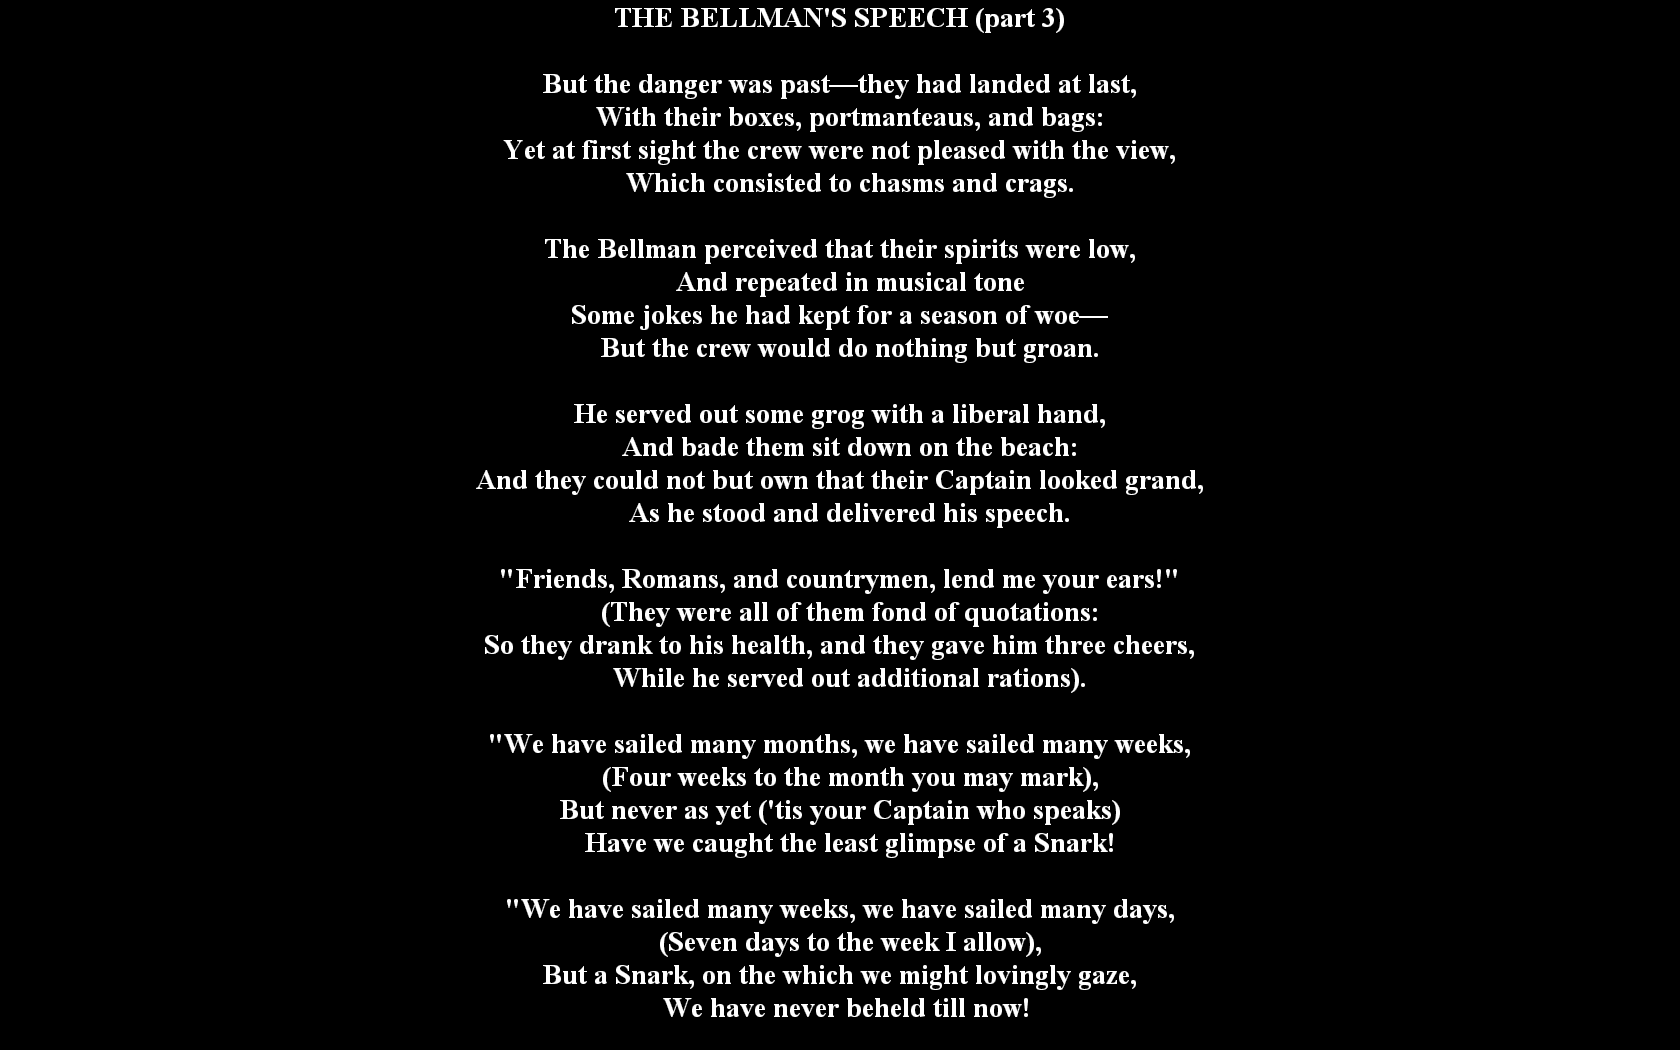 THE BELLMAN'S SPEECH (part 3)
But the danger was past—they had landed at last,
With their boxes, portmanteaus, and bags:
Yet at first sight the crew were not pleased with the view,
Which consisted to chasms and crags.
The Bellman perceived that their spirits were low,
And repeated in musical tone
Some jokes he had kept for a season of woe—
But the crew would do nothing but groan.
He served out some grog with a liberal hand,
And bade them sit down on the beach:
And they could not but own that their Captain looked grand,
As he stood and delivered his speech.
"Friends, Romans, and countrymen, lend me your ears!"
(They were all of them fond of quotations:
So they drank to his health, and they gave him three cheers,
While he served out additional rations).
"We have sailed many months, we have sailed many weeks,
(Four weeks to the month you may mark),
But never as yet ('tis your Captain who speaks)
Have we caught the least glimpse of a Snark!
"We have sailed many weeks, we have sailed many days,
(Seven days to the week I allow),
But a Snark, on the which we might lovingly gaze,
We have never beheld till now!